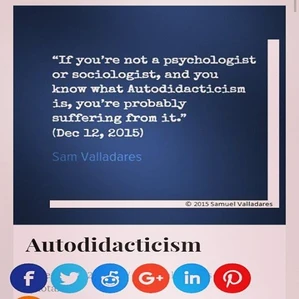 “If you’re not a psychologist
or sociologist, and you
know what Autodidacticism
is, you’re probably
suffering from it.”
(Dec 12, 2015)
Sam Valladares
© 2015 Samuel Valladares
Autodidacticism